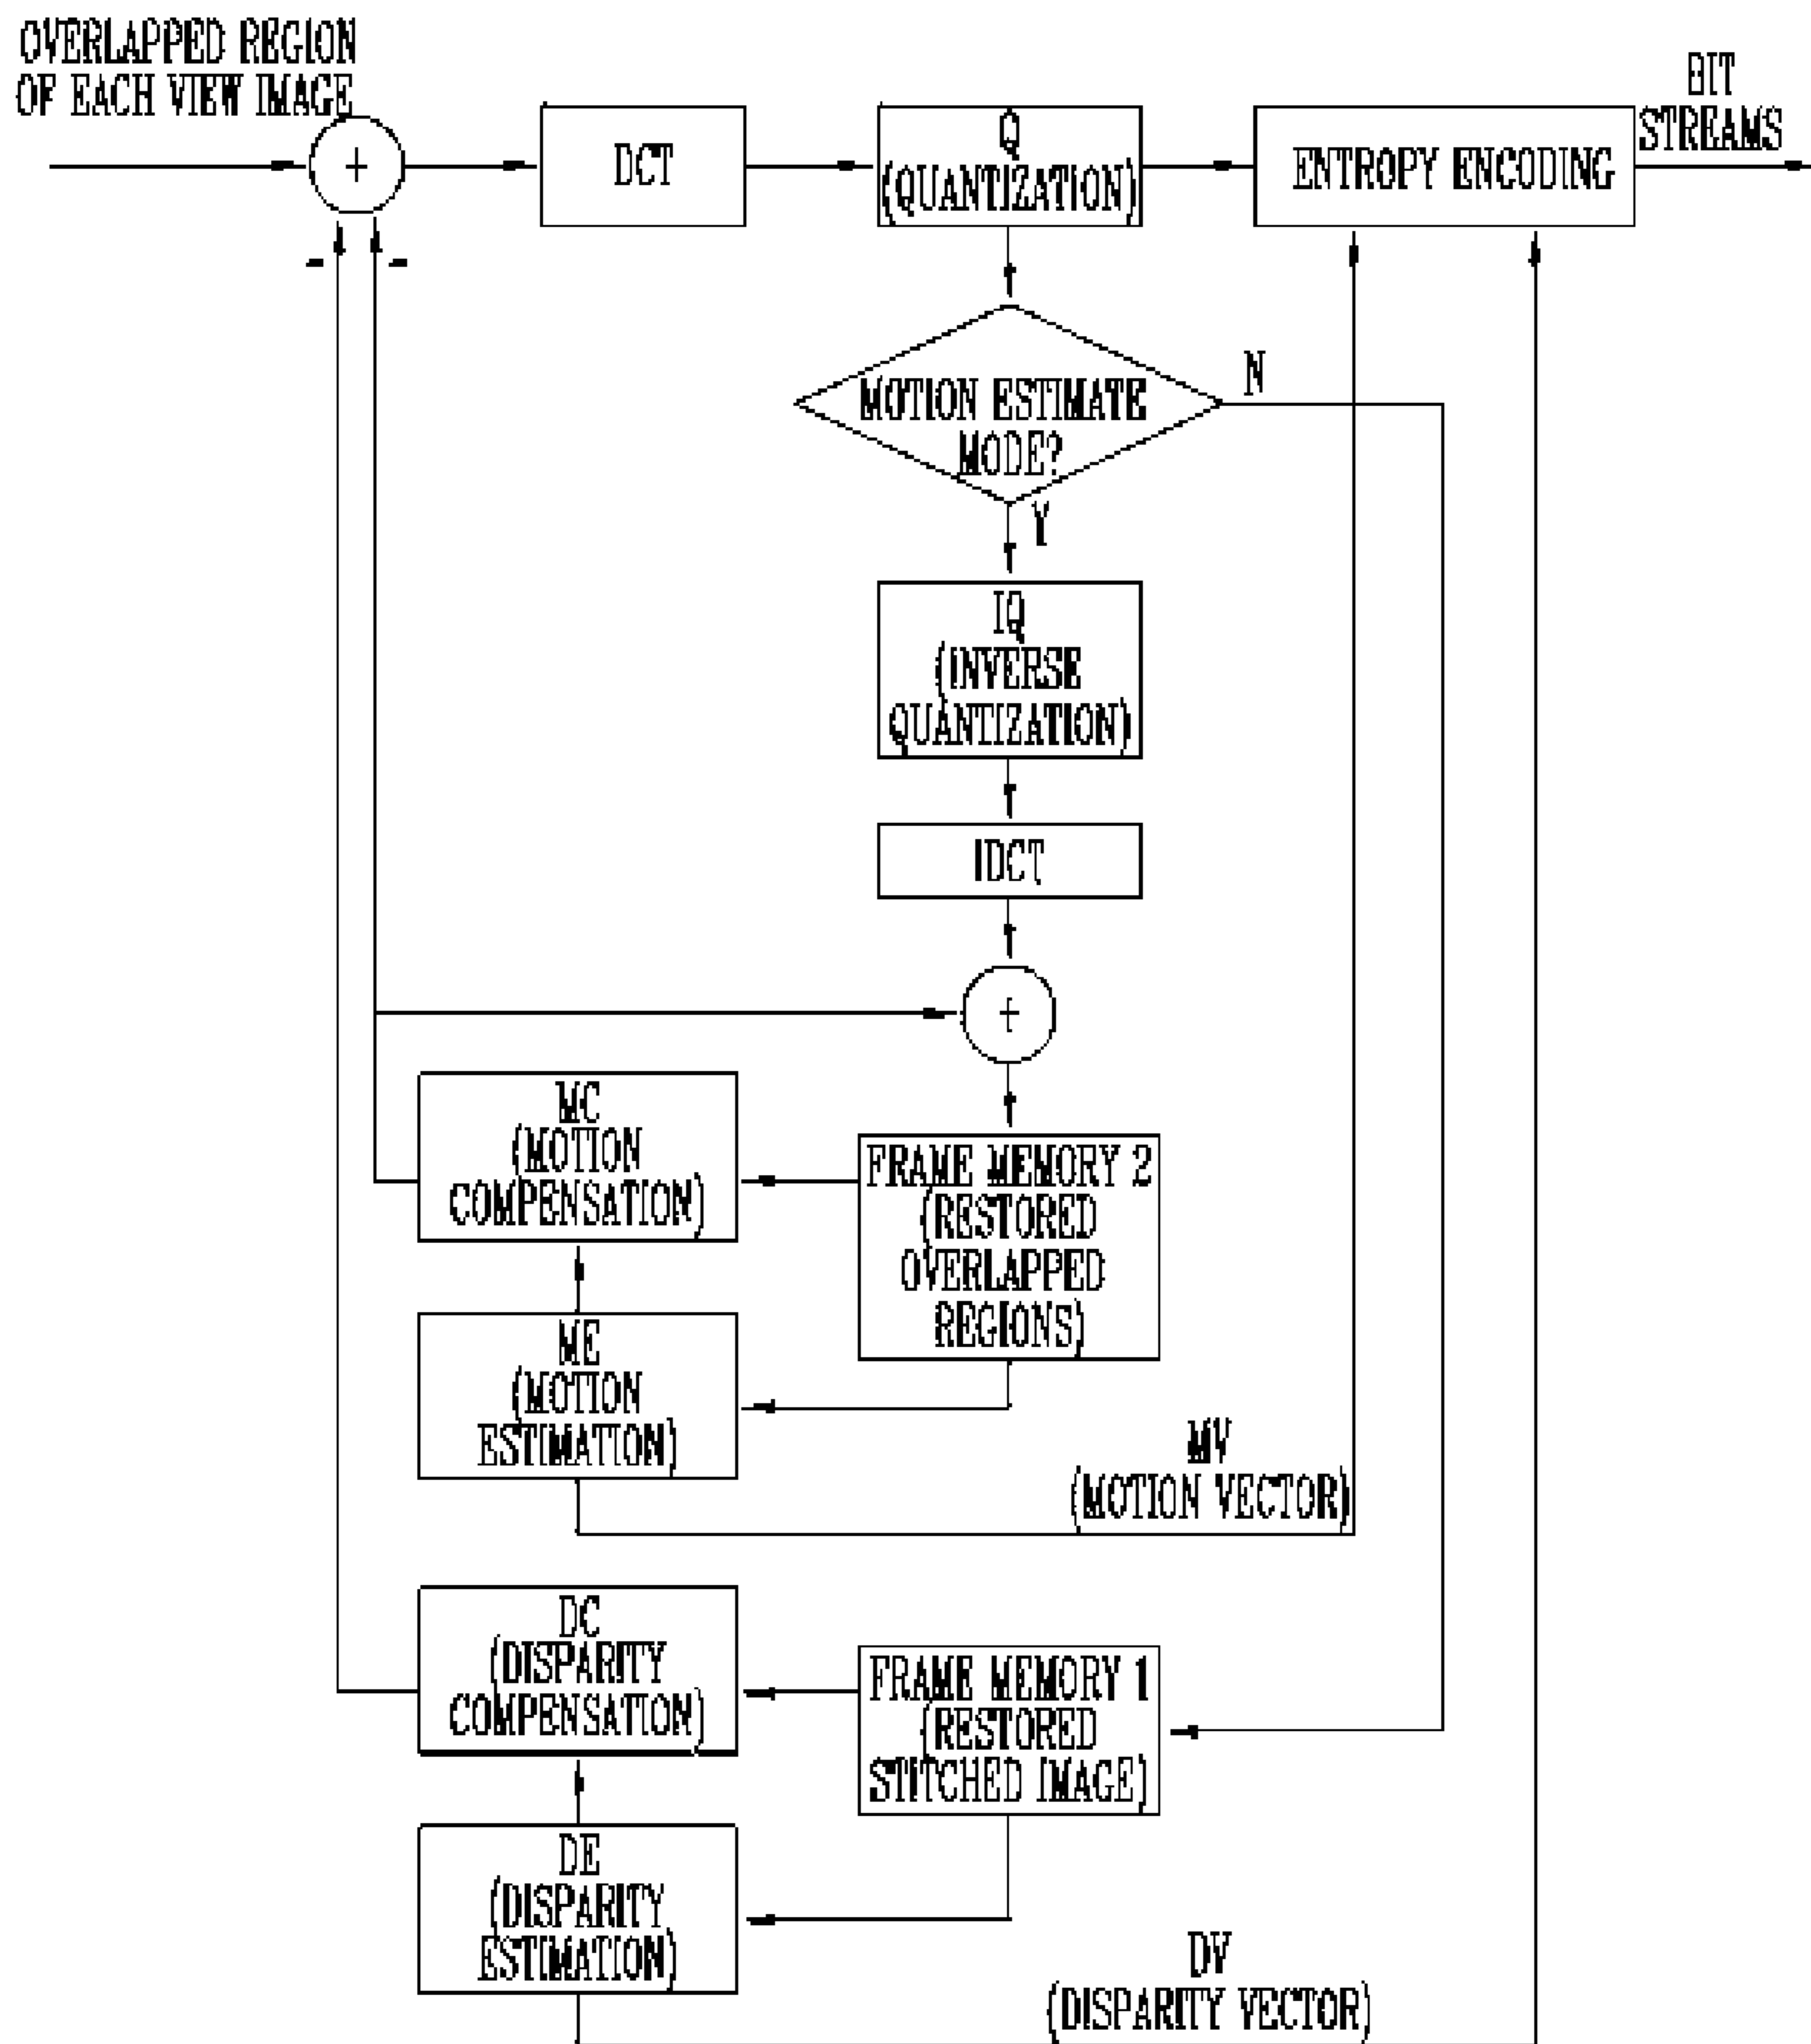 OVERLAPPED REGION
OF EACH VIEW IMAGE
BIT
STREAMS
+
DCT
Q
(QUANTIZATION)
ENTROPY ENCODING
-
-
MOTION ESTIMATE
MODE?
N
Y
IQ
(INVERSE
QUANTIZATION)
IDCT
+
MC
(MOTION
COMPENSATION)
FRAME MEMORY 2
(RESTORED
OVERLAPPED
REGIONS)
ME
(MOTION
ESTIMATION)
MV
(MOTION VECTOR)
DC
(DISPARITY
COMPENSATION)
FRAME MEMORY 1
(RESTORED
STITCHED IMAGE)
DE
(DISPARITY
ESTIMATION)
DV
(DISPARITY VECTOR)